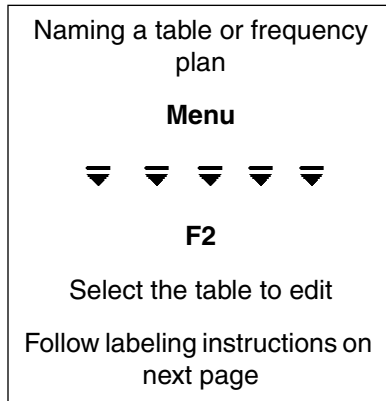 Naming a table or frequency
plan
Menu
F2
Select the table to edit
Follow labeling instructions on
next page